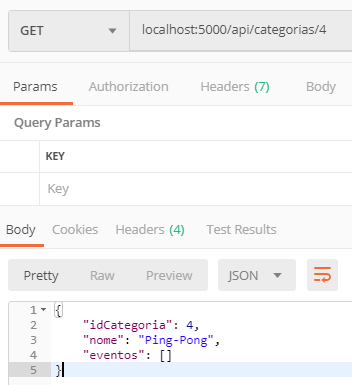 GET localhost:5000/api/categorias/4
Params Authorization Headers (7) Body
Query Params
KEY
Key
Body Cookies Headers (4) Test Results
Pretty Raw Preview JSON
1 {
2 "idCategoria": 4,
3 "nome": "Ping-Pong",
4 "eventos": []
5 }